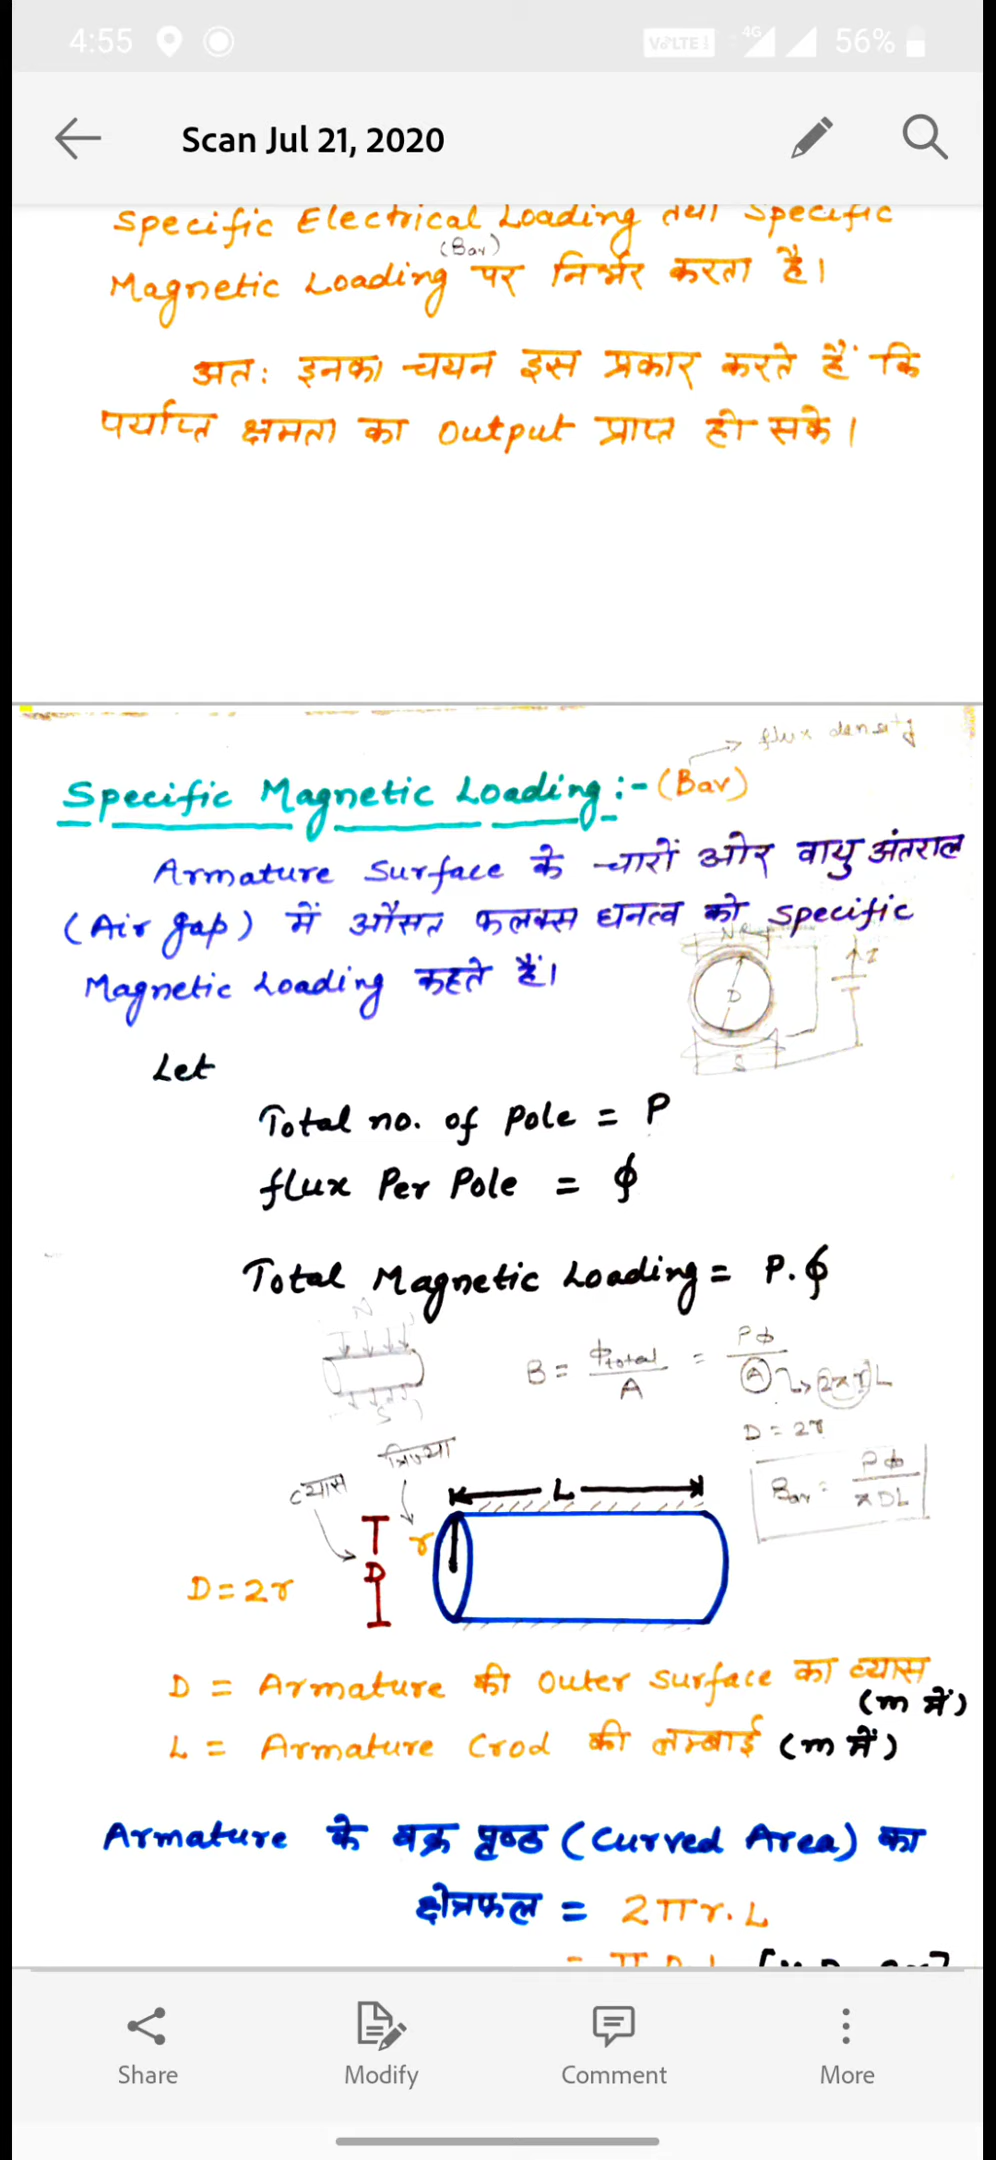 4:55
VoLTE 4G 56%
Scan Jul 21, 2020
Specific Electrical Loading तथा Specific
(Bav)
Magnetic Loading पर निर्भर करता है।
अतः इनका चयन इस प्रकार करते हैं कि
पर्याप्त क्षमता का output प्राप्त हो सके।
flux density
Specific Magnetic Loading :- (Bav)
Armature Surface के चारों ओर वायु अंतराल
(Air gap) में औसत फलक्स घनत्व को specific
Magnetic Loading कहते हैं।
N
D
I
S
Let
Total no. of Pole = P
flux Per Pole = ϕ
Total Magnetic Loading = P.ϕ
N
S
B = ϕtotal / A = Pϕ / A → 2πrL
D = 2r
Bav = Pϕ / πDL
व्यास
त्रिज्या
L
r
D
D = 2r
D = Armature की Outer Surface का व्यास
(m में)
L = Armature Crod की लम्बाई (m में)
Armature के वक्र पृष्ठ (Curved Area) का
क्षेत्रफल = 2πr.L
Share
Modify
Comment
More